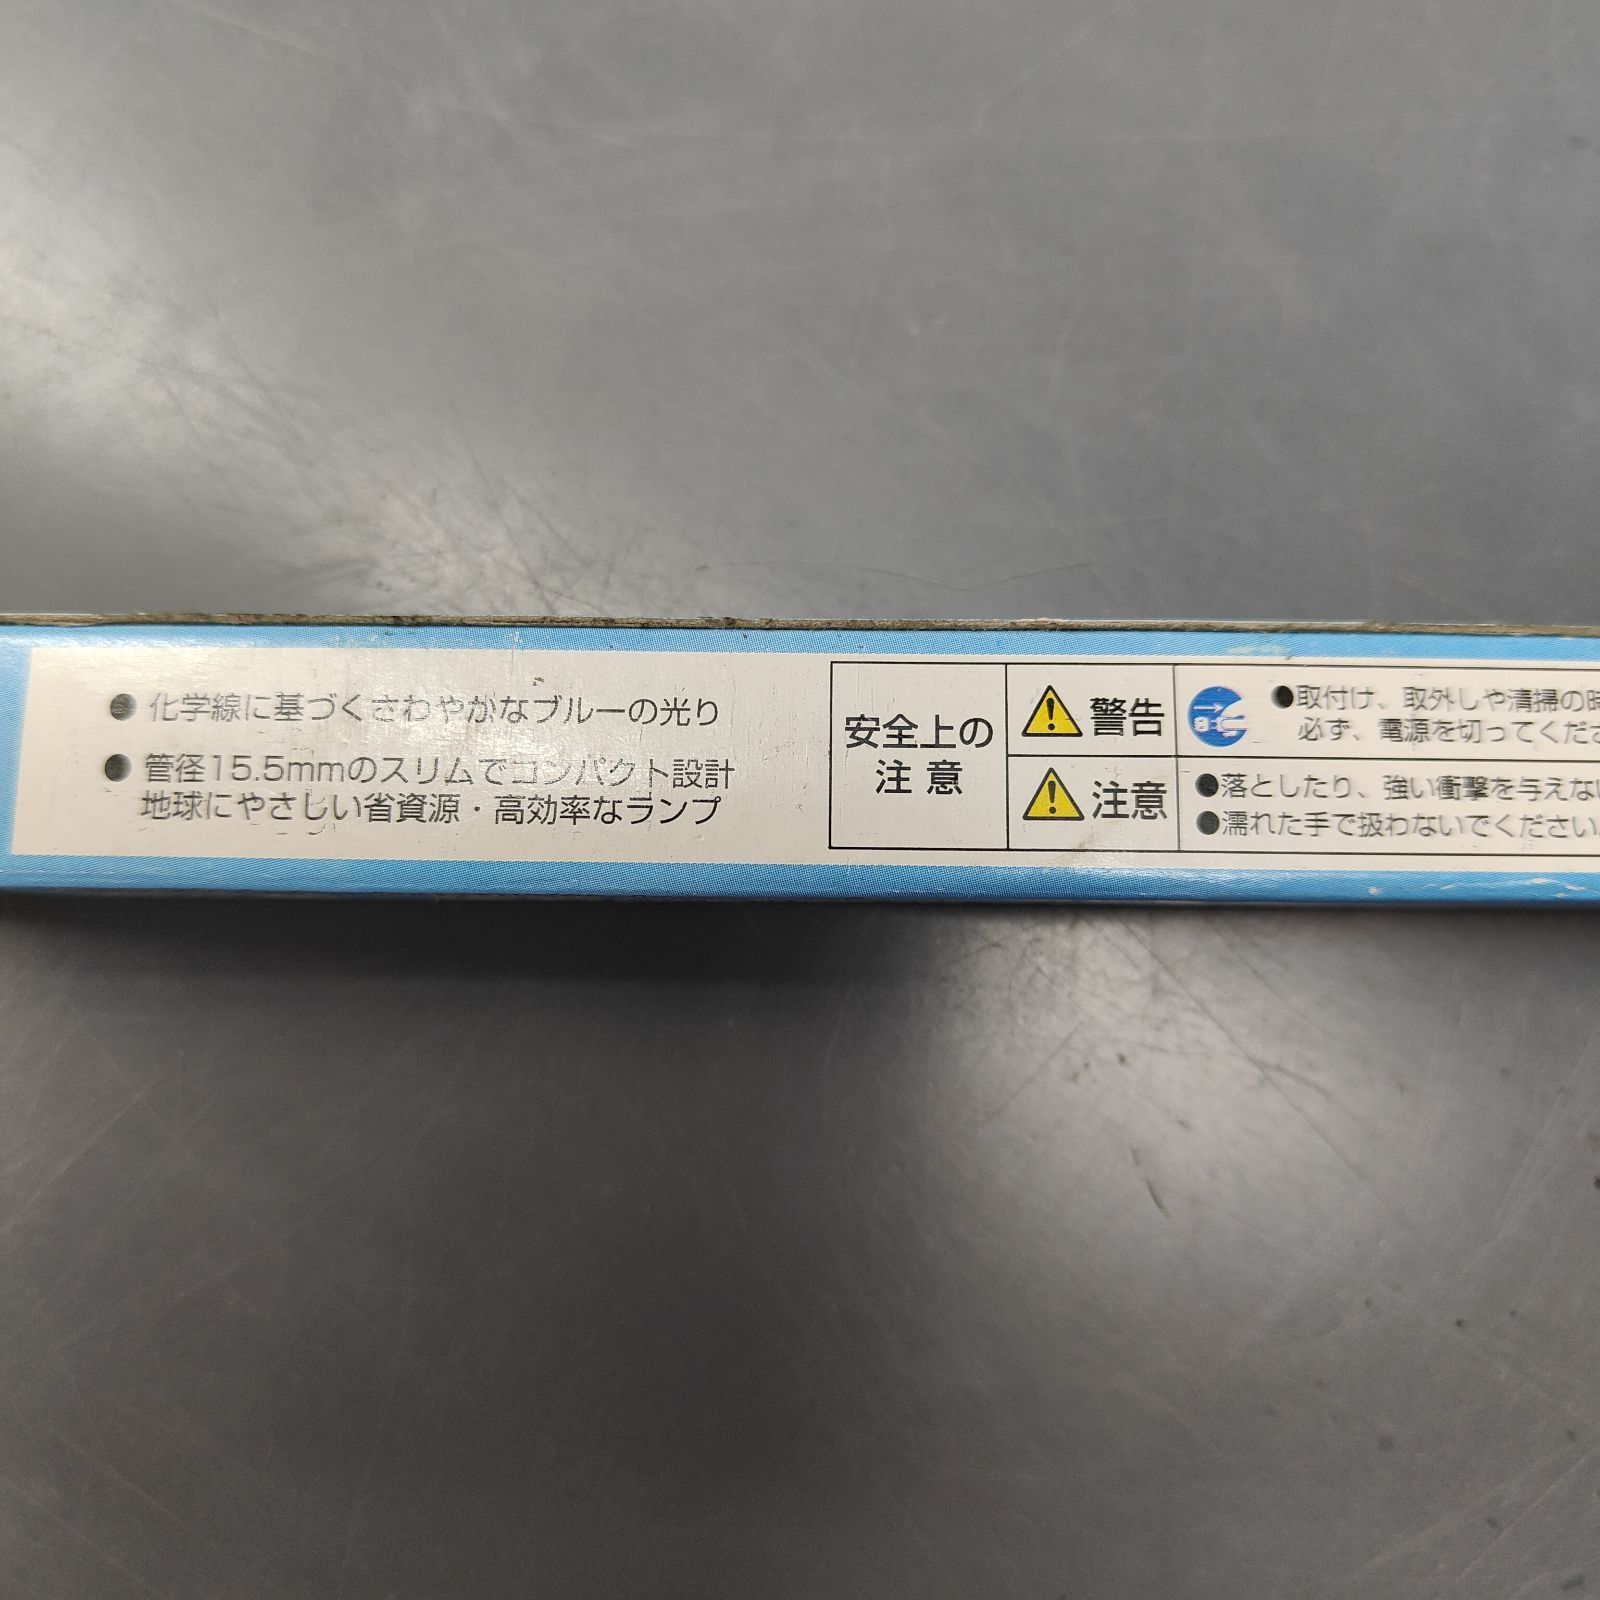 ● 化学線に基づくさわやかなブルーの光り
● 管径15.5mmのスリムでコンパクト設計
地球にやさしい省資源・高効率なランプ
安全上の
注意
警告
●取付け、取外しや清掃の時
必ず、電源を切ってくださ
注意
●落としたり、強い衝撃を与えな
●濡れた手で扱わないでください